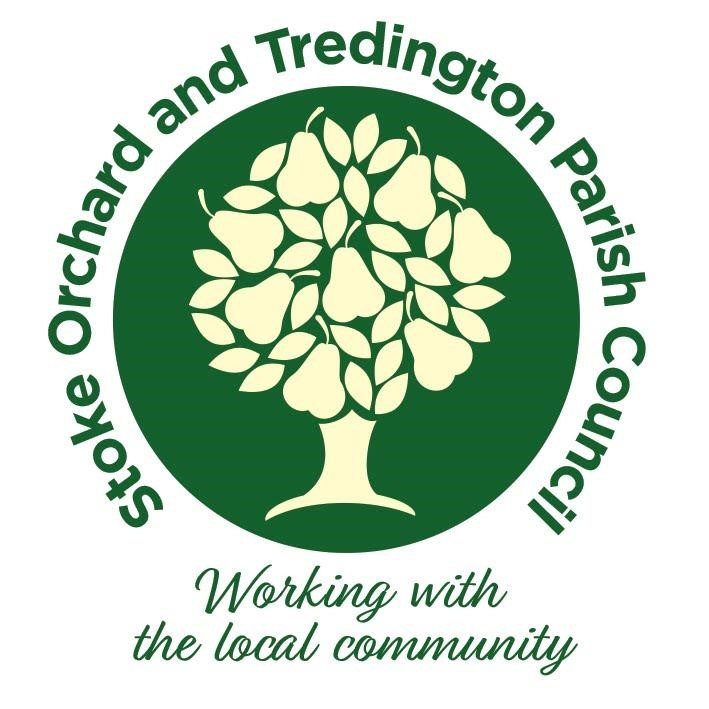 Stoke Orchard and Tredington Parish Council
Working with
the local community